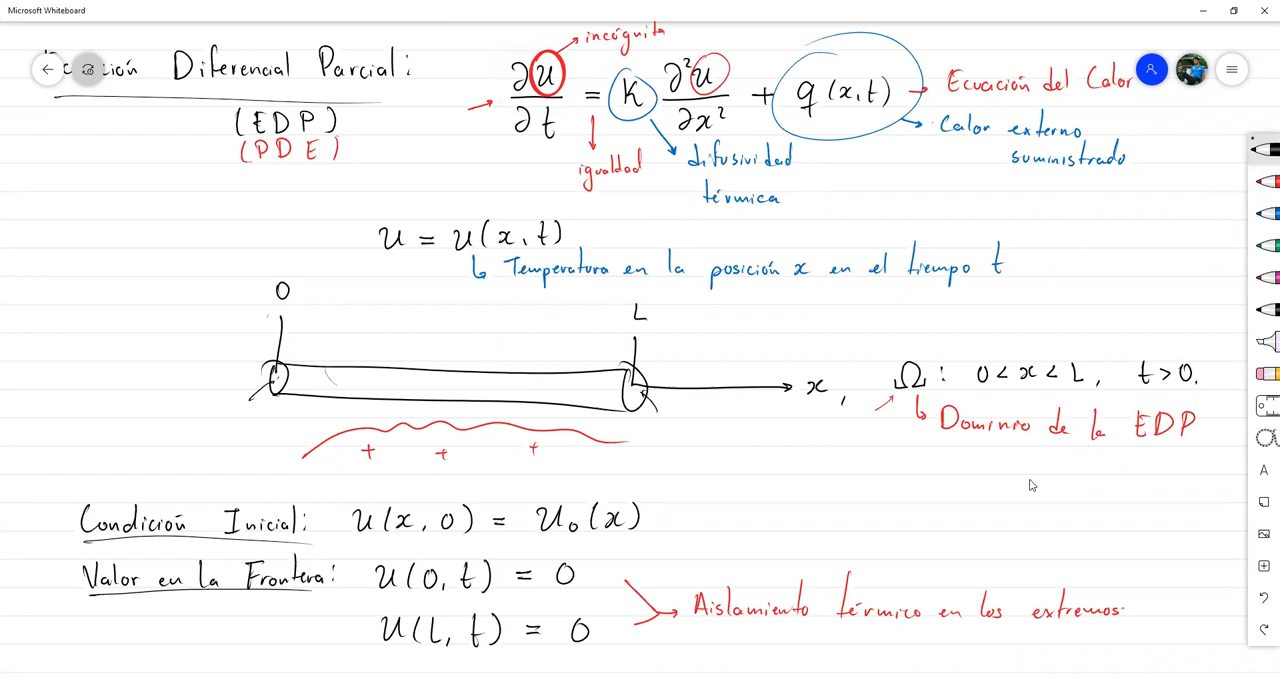 Microsoft Whiteboard
Ecuación Diferencial Parcial:
(EDP)
(PDE)
∂u/∂t = K ∂²u/∂x² + q(x,t)
incógnita
igualdad
difusividad
térmica
Ecuación del Calor
Calor externo
suministrado
u = u(x,t)
Temperatura en la posición x en el tiempo t
O
L
x, Ω: 0 < x < L, t > 0.
Dominio de la EDP
+ + +
Condición Inicial: u(x, 0) = u₀(x)
Valor en la Frontera: u(0, t) = 0
u(L, t) = 0
Aislamiento térmico en los extremos
A